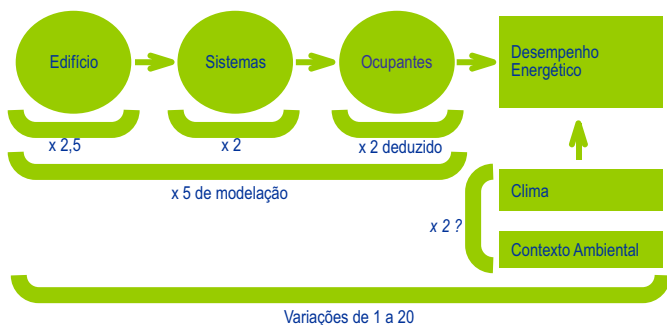 Edifício
Sistemas
Ocupantes
Desempenho
Energético
x 2,5
x 2
x 2 deduzido
x 5 de modelação
Clima
x 2 ?
Contexto Ambiental
Variações de 1 a 20